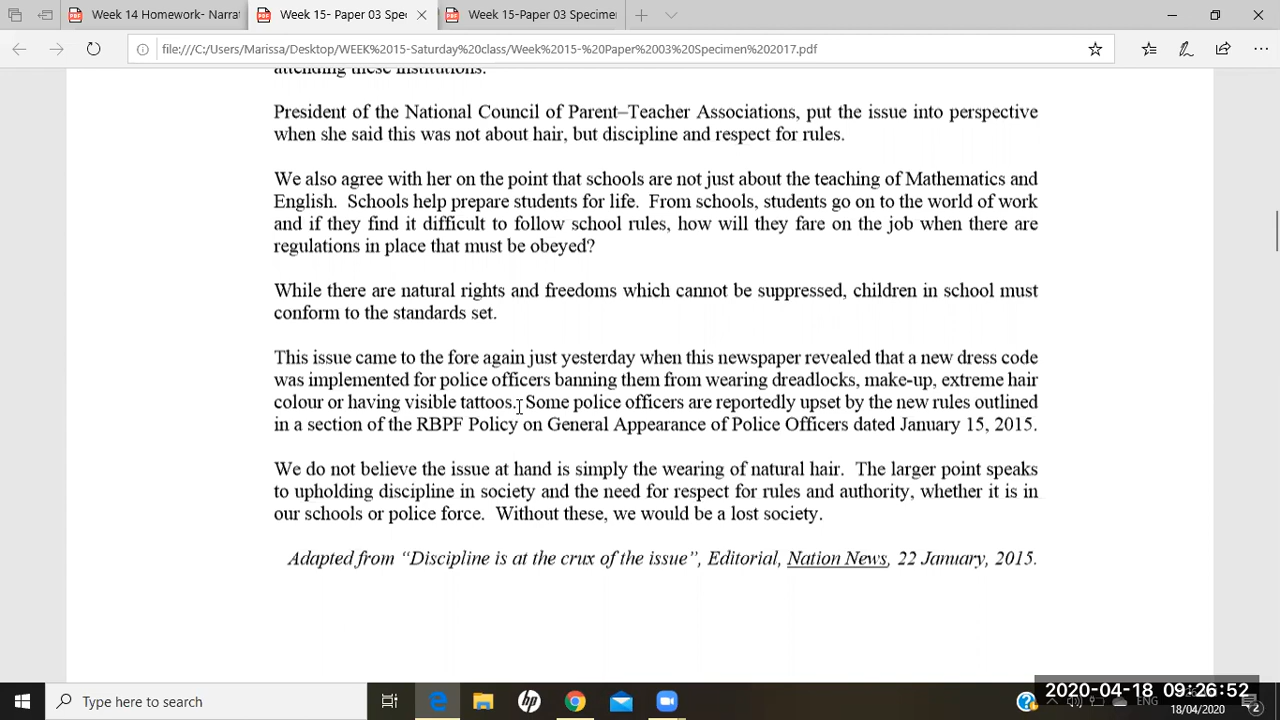 Week 14 Homework- Narrat
Week 15- Paper 03 Spe
Week 15-Paper 03 Specimen
file:///C:/Users/Marissa/Desktop/WEEK%2015-Saturday%20class/Week%2015-%20Paper%2003%20Specimen%202017.pdf
attending these institutions.
President of the National Council of Parent–Teacher Associations, put the issue into perspective
when she said this was not about hair, but discipline and respect for rules.
We also agree with her on the point that schools are not just about the teaching of Mathematics and
English. Schools help prepare students for life. From schools, students go on to the world of work
and if they find it difficult to follow school rules, how will they fare on the job when there are
regulations in place that must be obeyed?
While there are natural rights and freedoms which cannot be suppressed, children in school must
conform to the standards set.
This issue came to the fore again just yesterday when this newspaper revealed that a new dress code
was implemented for police officers banning them from wearing dreadlocks, make-up, extreme hair
colour or having visible tattoos. Some police officers are reportedly upset by the new rules outlined
in a section of the RBPF Policy on General Appearance of Police Officers dated January 15, 2015.
We do not believe the issue at hand is simply the wearing of natural hair. The larger point speaks
to upholding discipline in society and the need for respect for rules and authority, whether it is in
our schools or police force. Without these, we would be a lost society.
Adapted from “Discipline is at the crux of the issue”, Editorial, Nation News, 22 January, 2015.
Type here to search
2020-04-18 09:26:52
ENG
18/04/2020